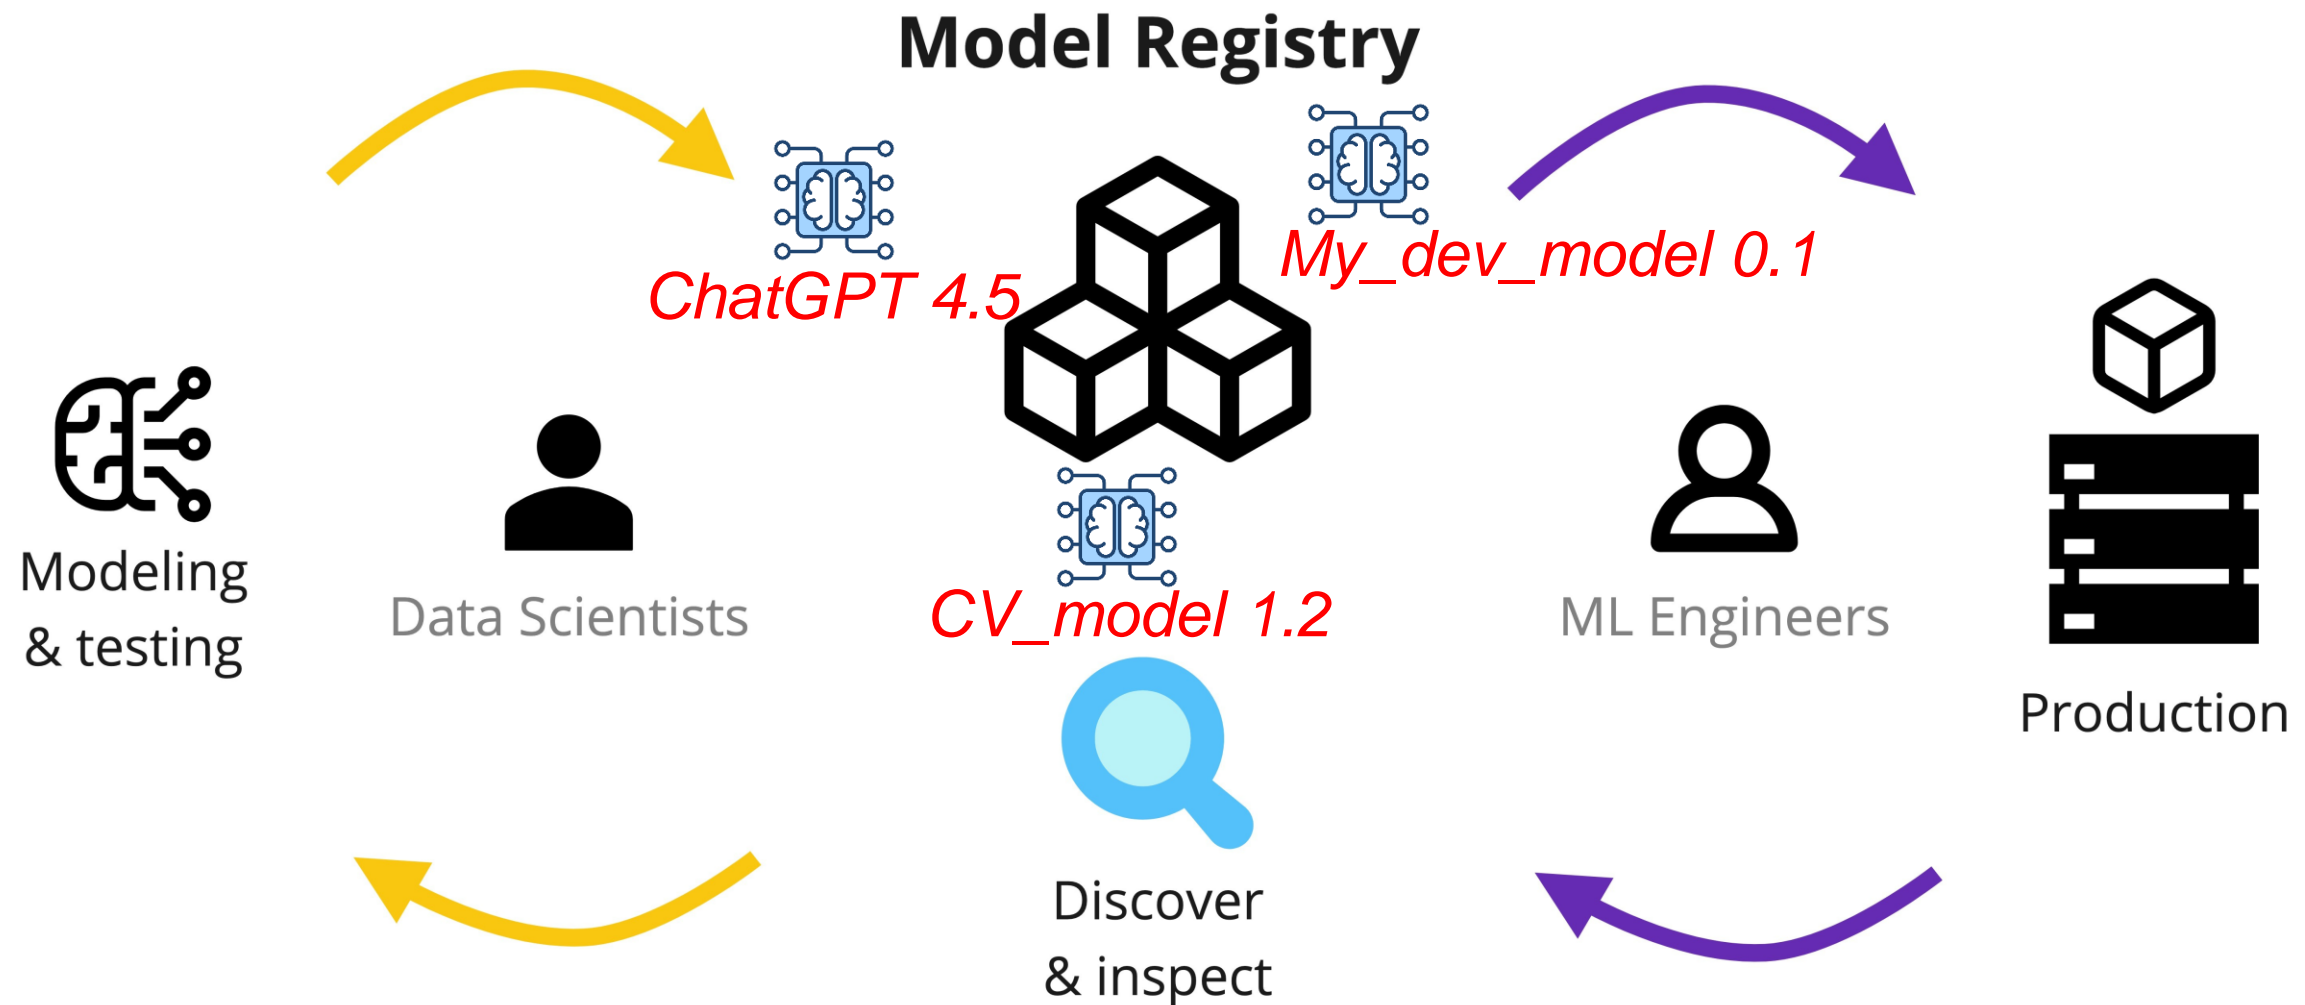 Model Registry
My_dev_model 0.1
ChatGPT 4.5
Modeling
& testing
Data Scientists
CV_model 1.2
ML Engineers
Production
Discover
& inspect